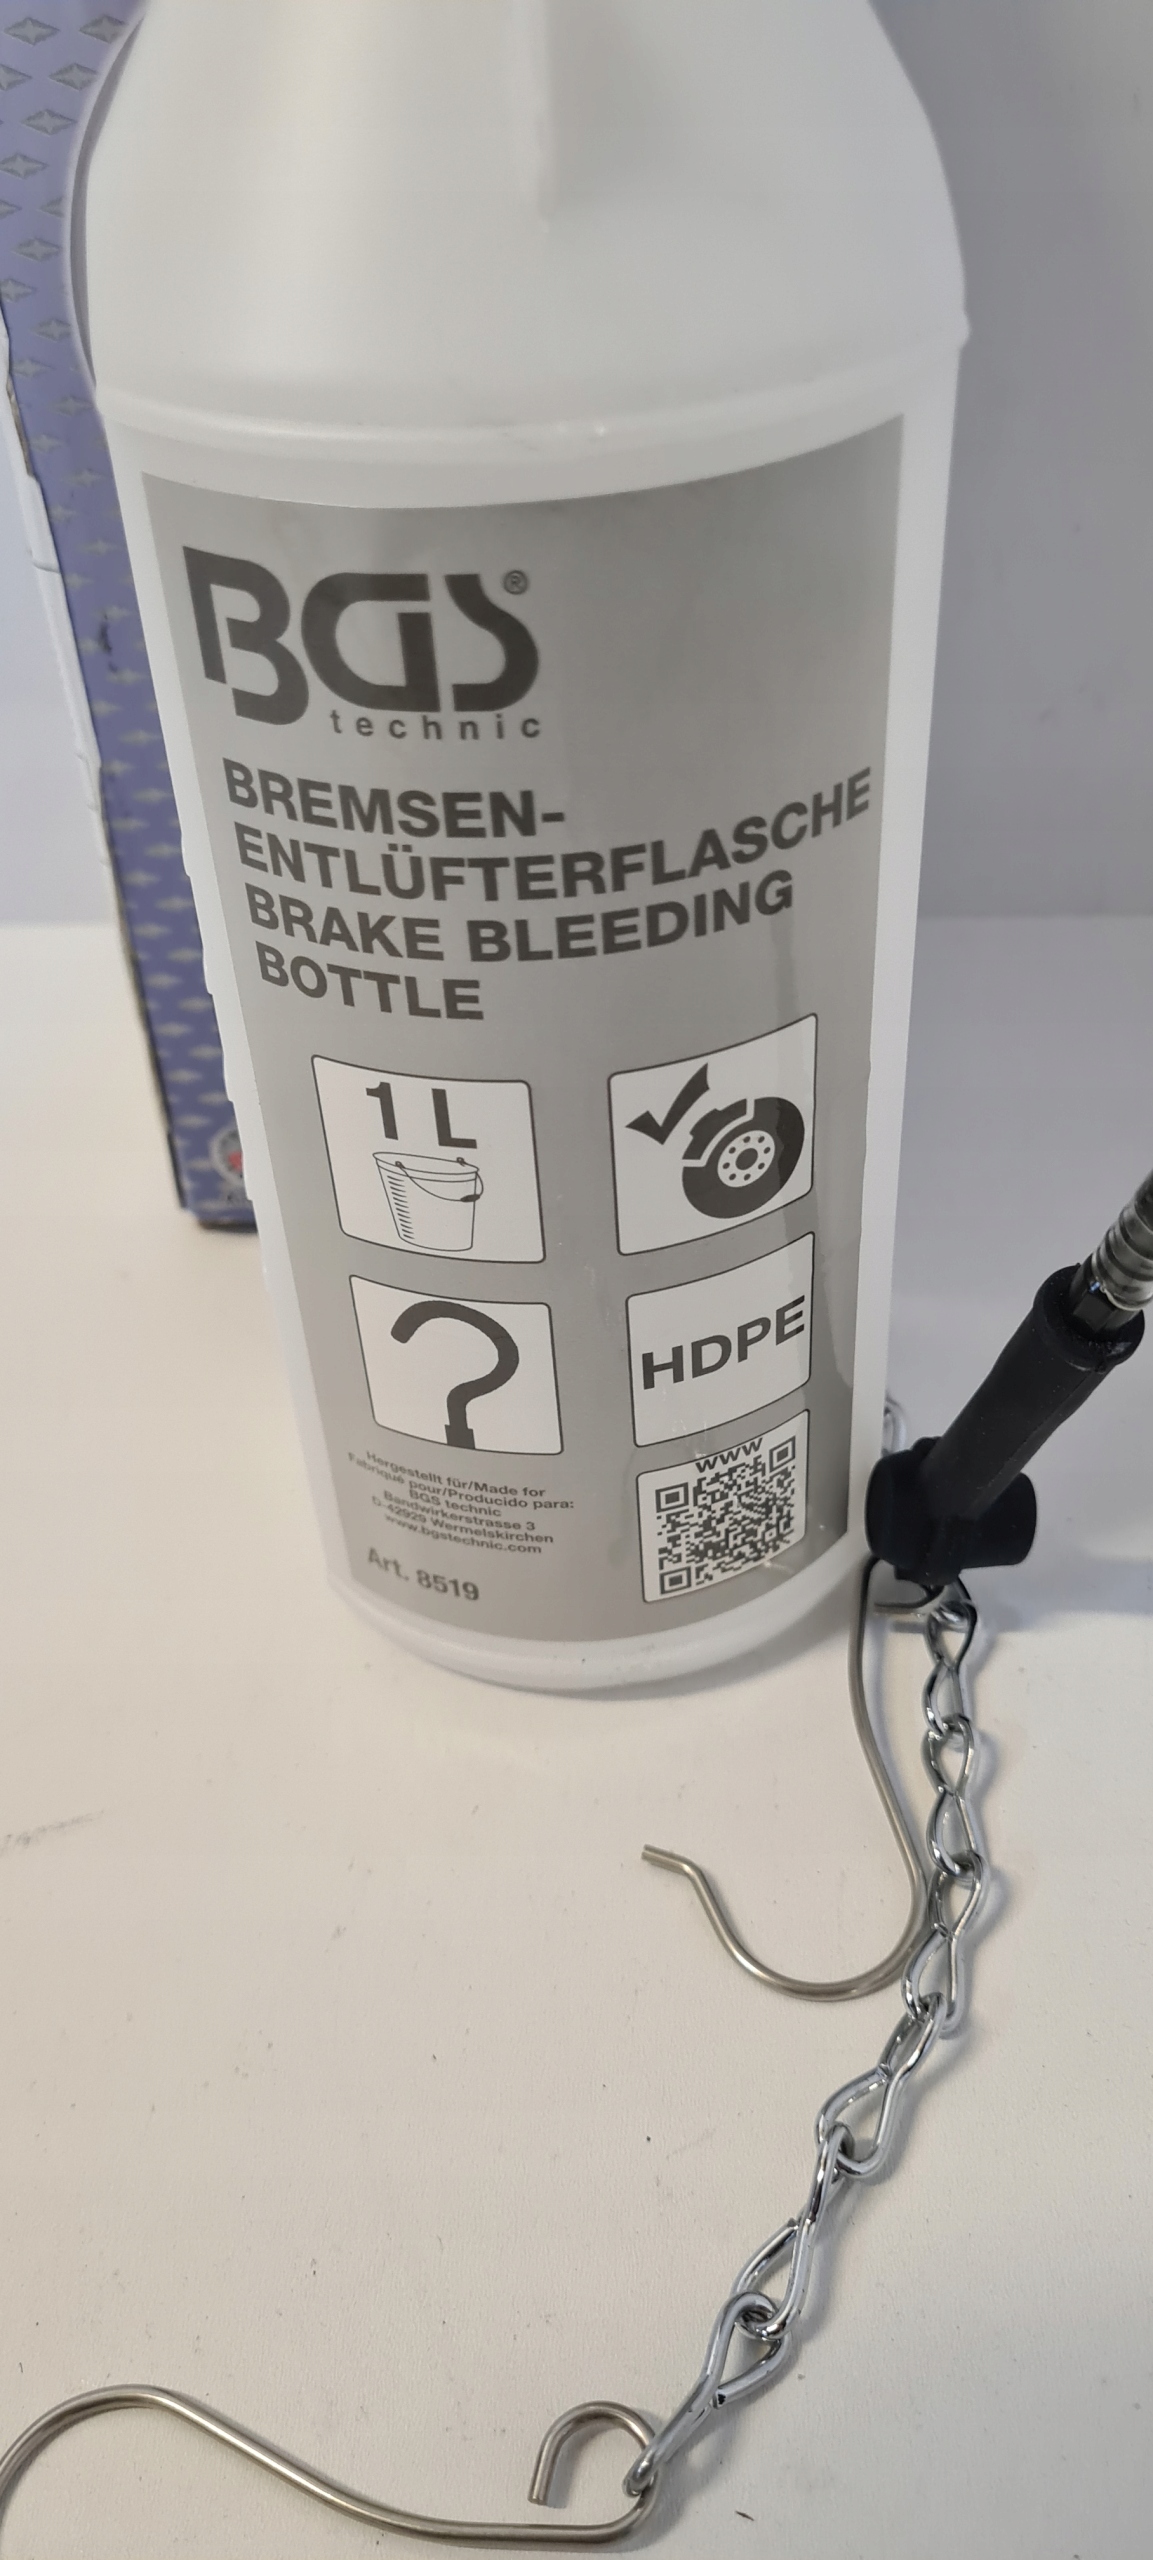 BGS®
technic
BREMSEN-
ENTLÜFTERFLASCHE
BRAKE BLEEDING
BOTTLE
1 L
HDPE
www
Hergestellt für/Made for
Fabriqué pour/Producido para:
BGS technic
Bandwirkerstrasse 3
D-42929 Wermelskirchen
www.bgstechnic.com
Art. 8519